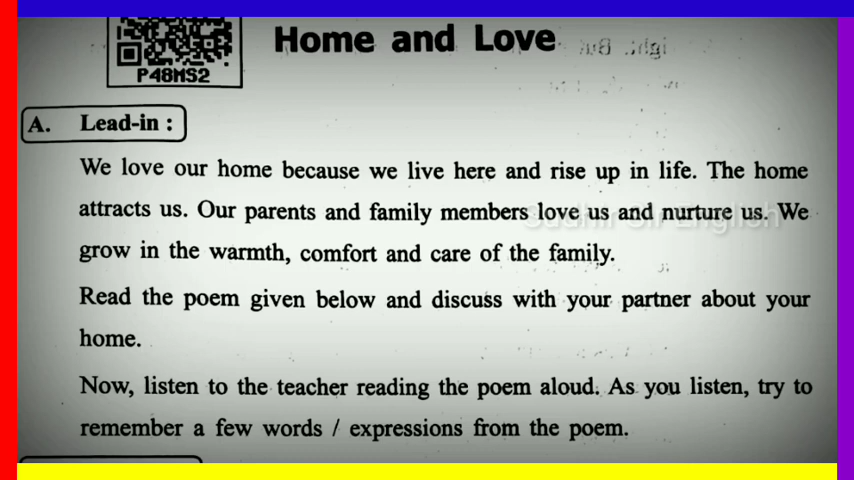 Home and Love
P48MS2
A. Lead-in :
We love our home because we live here and rise up in life. The home
attracts us. Our parents and family members love us and nurture us. We
grow in the warmth, comfort and care of the family.
Read the poem given below and discuss with your partner about your
home.
Now, listen to the teacher reading the poem aloud. As you listen, try to
remember a few words / expressions from the poem.
Sudhir Sir English